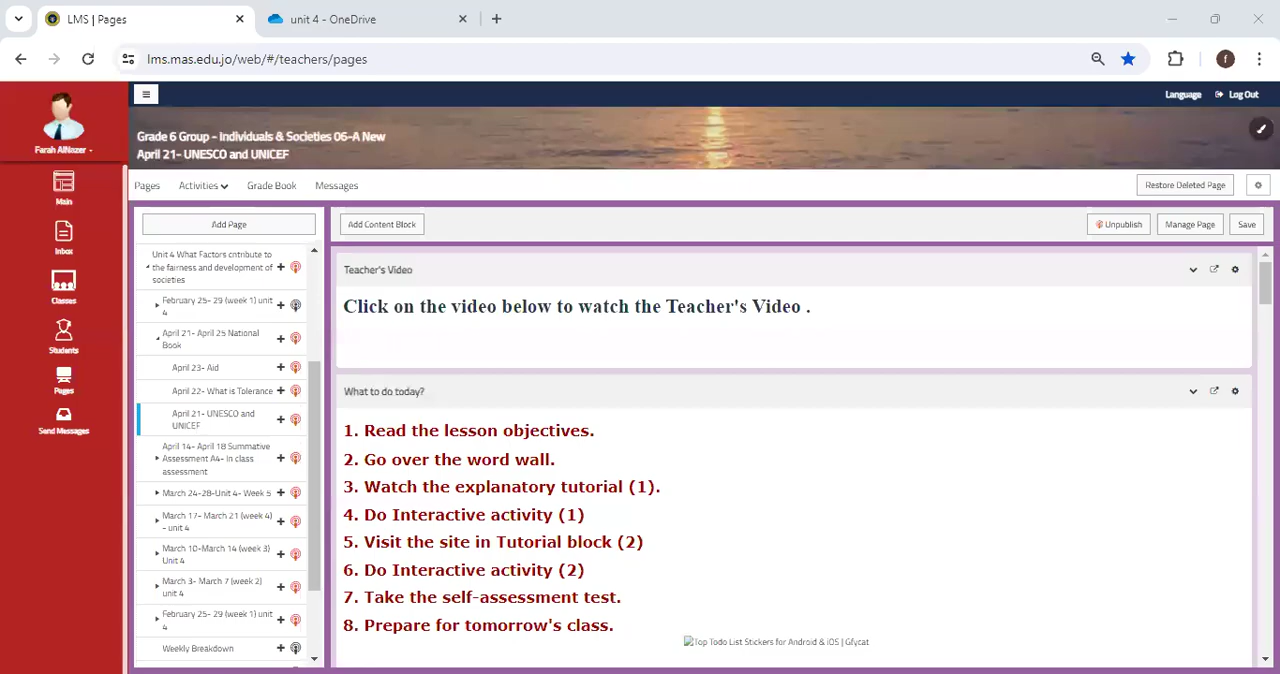 LMS | Pages
unit 4 - OneDrive
lms.mas.edu.jo/web/#/teachers/pages
Language
Log Out
Farah AlNszer
Grade 6 Group - Individuals & Societies 06-A New
April 21- UNESCO and UNICEF
Main
Inbox
Classes
Students
Pages
Send Messages
Pages
Activities
Grade Book
Messages
Restore Deleted Page
Add Page
Add Content Block
Unpublish
Manage Page
Save
Unit 4 What Factors cntribute to
the fairness and development of
societies
February 25- 29 (week 1) unit
4
April 21- April 25 National
Book
April 23- Aid
April 22- What is Tolerance
April 21- UNESCO and
UNICEF
April 14- April 18 Summative
Assessment A4- In class
assessment
March 24-28-Unit 4- Week 5
March 17- March 21 (week 4)
- unit 4
March 10-March 14 (week 3)
Unit 4
March 3- March 7 (week 2)
unit 4
February 25- 29 (week 1) unit
4
Weekly Breakdown
Teacher's Video
Click on the video below to watch the Teacher's Video .
What to do today?
1. Read the lesson objectives.
2. Go over the word wall.
3. Watch the explanatory tutorial (1).
4. Do Interactive activity (1)
5. Visit the site in Tutorial block (2)
6. Do Interactive activity (2)
7. Take the self-assessment test.
8. Prepare for tomorrow's class.
Top Todo List Stickers for Android & iOS | Gfycat